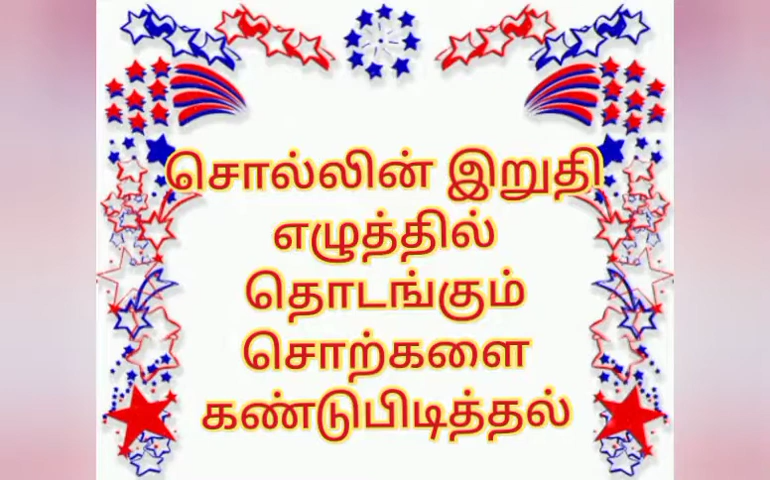 சொல்லின் இறுதி
எழுத்தில்
தொடங்கும்
சொற்களை
கண்டுபிடித்தல்